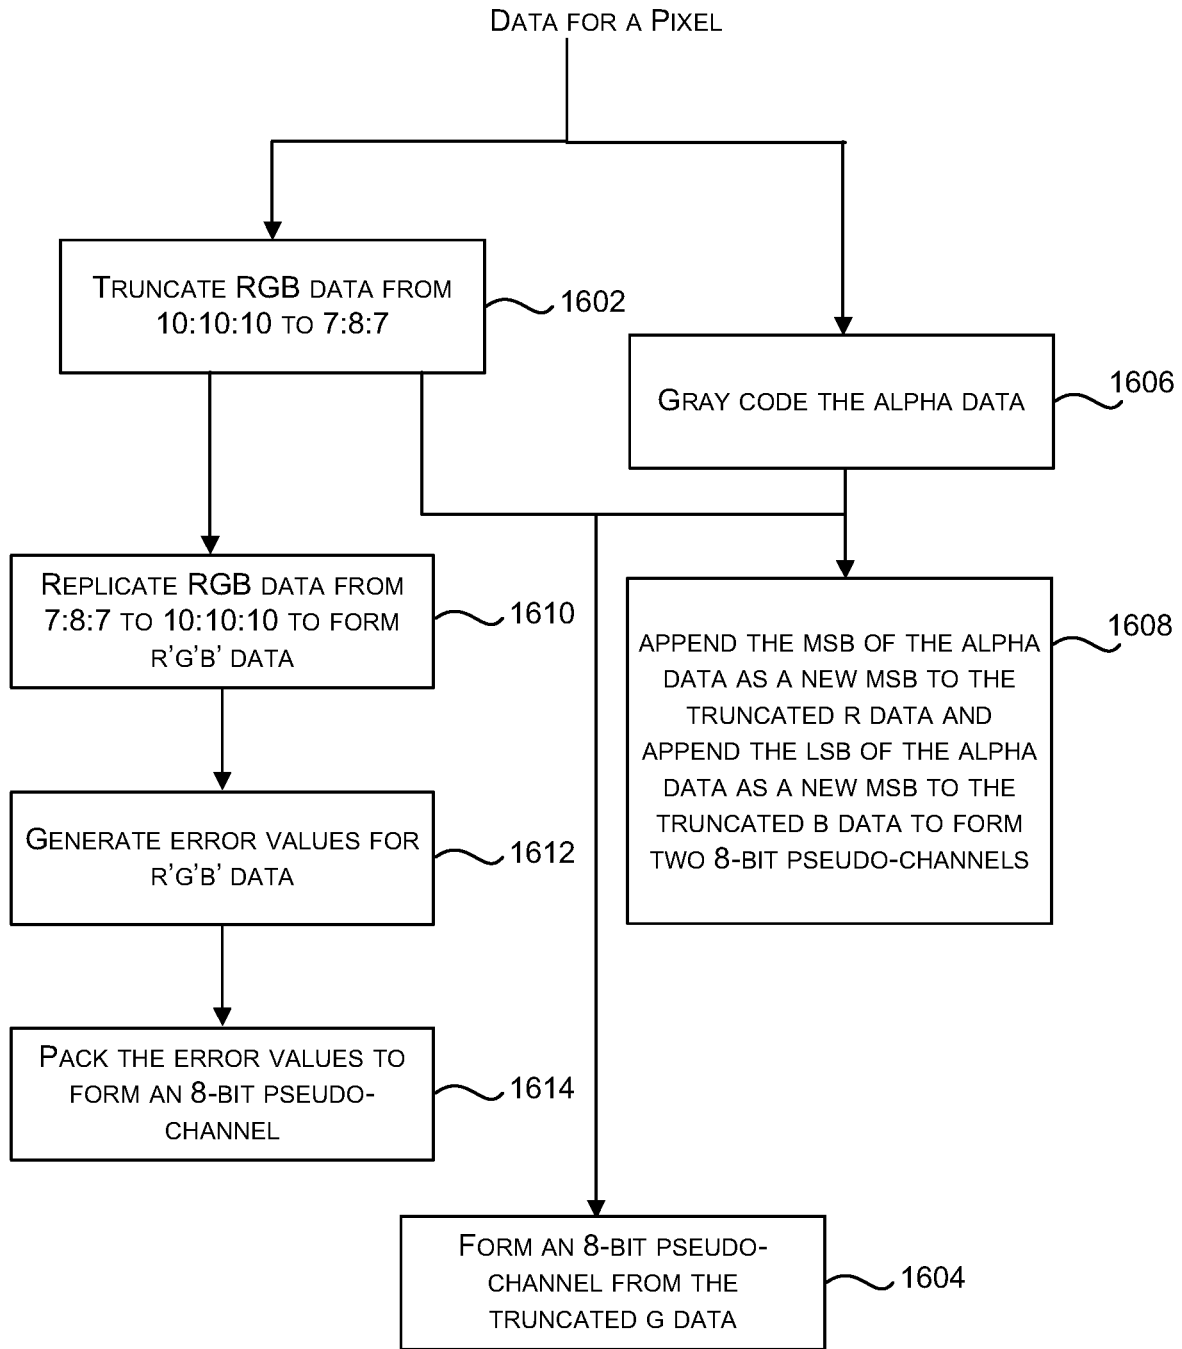 DATA FOR A PIXEL
TRUNCATE RGB DATA FROM
10:10:10 TO 7:8:7
1602
GRAY CODE THE ALPHA DATA
1606
REPLICATE RGB DATA FROM
7:8:7 TO 10:10:10 TO FORM
R'G'B' DATA
1610
APPEND THE MSB OF THE ALPHA
DATA AS A NEW MSB TO THE
TRUNCATED R DATA AND
APPEND THE LSB OF THE ALPHA
DATA AS A NEW MSB TO THE
TRUNCATED B DATA TO FORM
TWO 8-BIT PSEUDO-CHANNELS
1608
GENERATE ERROR VALUES FOR
R'G'B' DATA
1612
PACK THE ERROR VALUES TO
FORM AN 8-BIT PSEUDO-
CHANNEL
1614
FORM AN 8-BIT PSEUDO-
CHANNEL FROM THE
TRUNCATED G DATA
1604